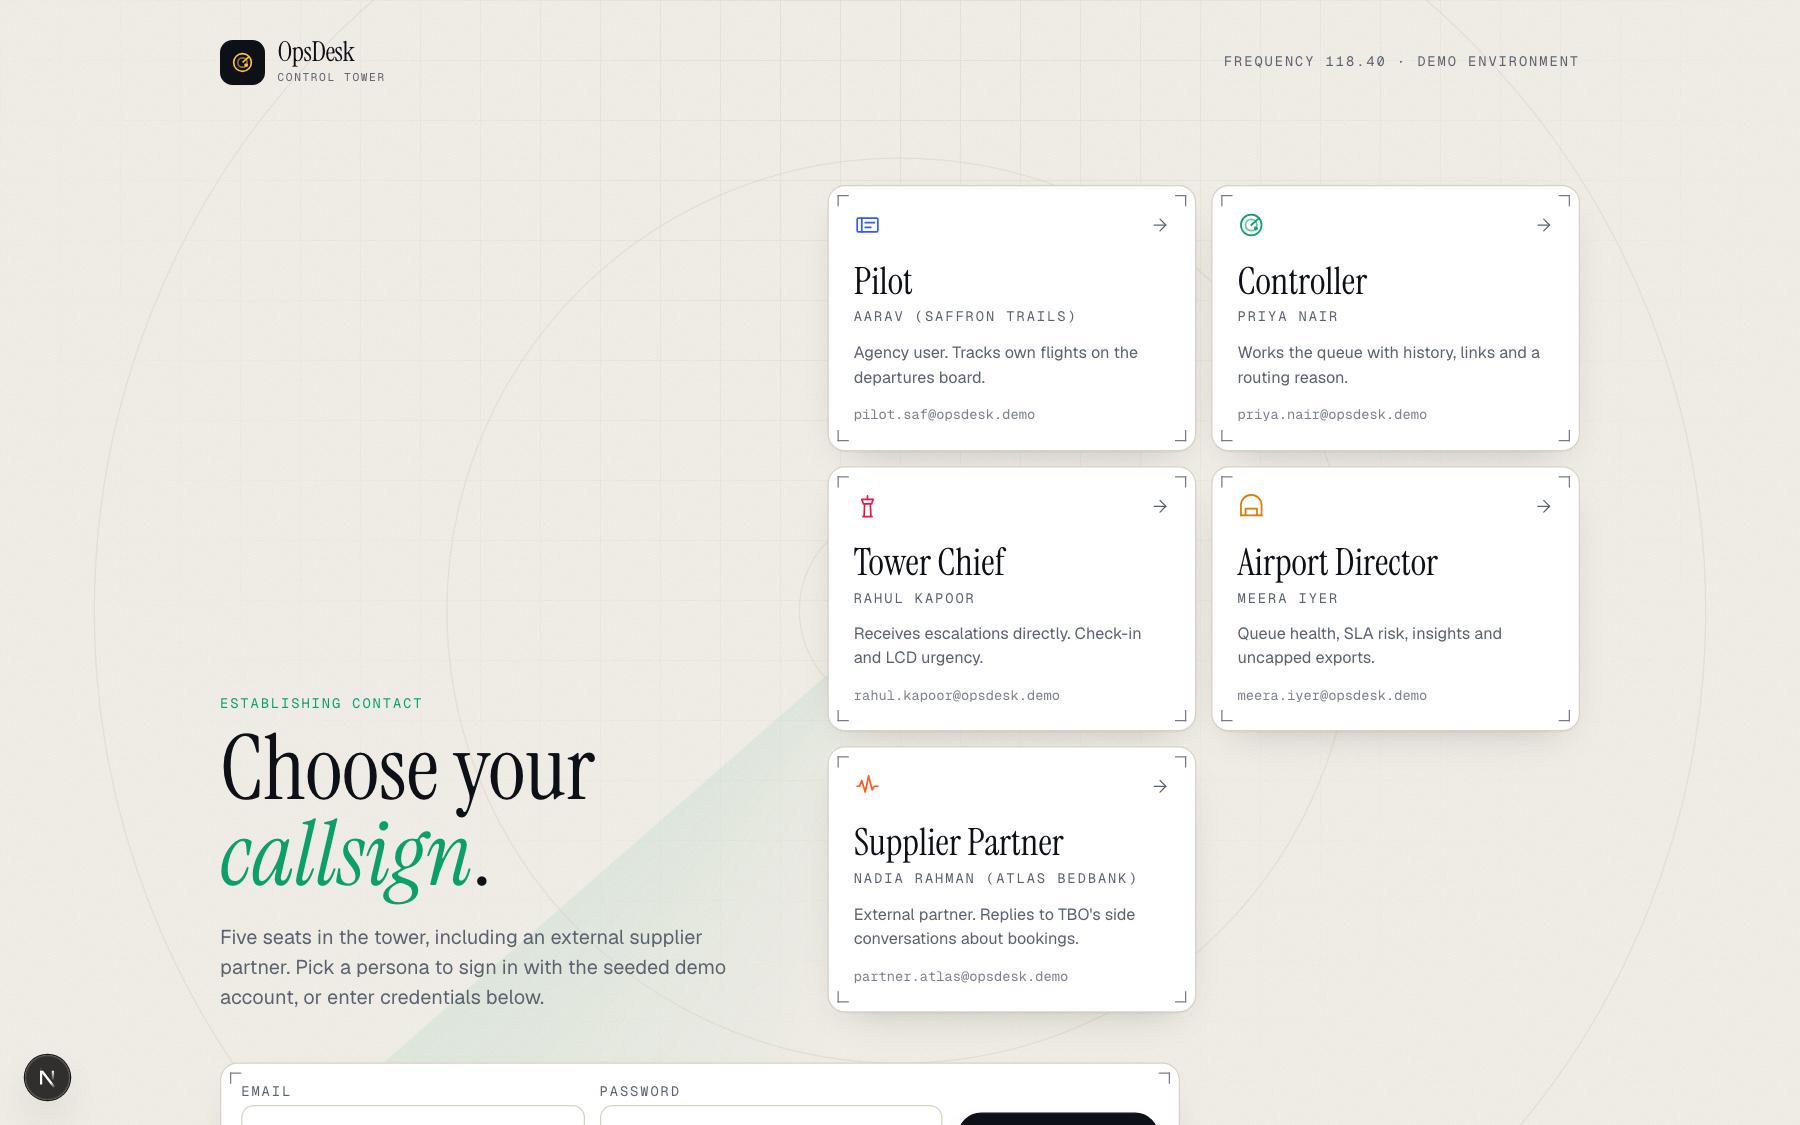 OpsDesk
CONTROL TOWER
FREQUENCY 118.40 · DEMO ENVIRONMENT
Pilot
AARAV (SAFFRON TRAILS)
Agency user. Tracks own flights on the
departures board.
pilot.saf@opsdesk.demo
Controller
PRIYA NAIR
Works the queue with history, links and a
routing reason.
priya.nair@opsdesk.demo
Tower Chief
RAHUL KAPOOR
Receives escalations directly. Check-in
and LCD urgency.
rahul.kapoor@opsdesk.demo
Airport Director
MEERA IYER
Queue health, SLA risk, insights and
uncapped exports.
meera.iyer@opsdesk.demo
ESTABLISHING CONTACT
Choose your
callsign.
Five seats in the tower, including an external supplier
partner. Pick a persona to sign in with the seeded demo
account, or enter credentials below.
Supplier Partner
NADIA RAHMAN (ATLAS BEDBANK)
External partner. Replies to TBO's side
conversations about bookings.
partner.atlas@opsdesk.demo
N
EMAIL
PASSWORD